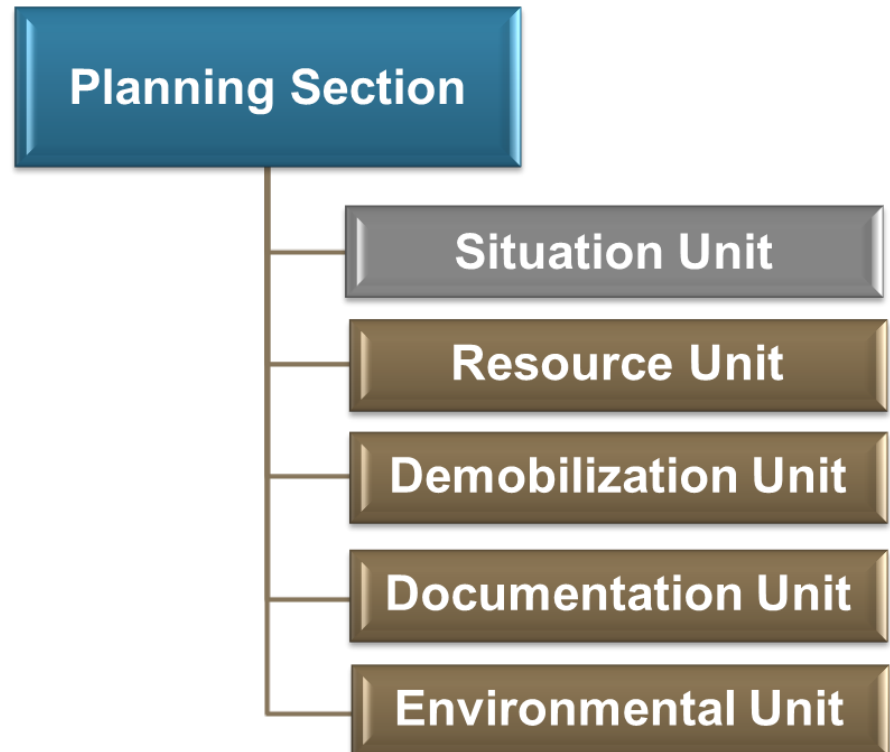 Planning Section
Situation Unit
Resource Unit
Demobilization Unit
Documentation Unit
Environmental Unit